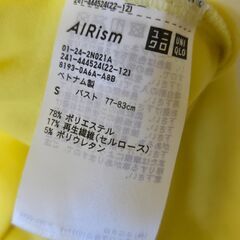 241-444524(22-12)
AIRism
ユニクロ
UNIQLO
01-24-2N021A
241-444524(22-12)
8193-DA6A-A8B
ベトナム製
S バスト 77-83cm
78% ポリエステル
17% 再生繊維(セルロース)
5% ポリウレタン